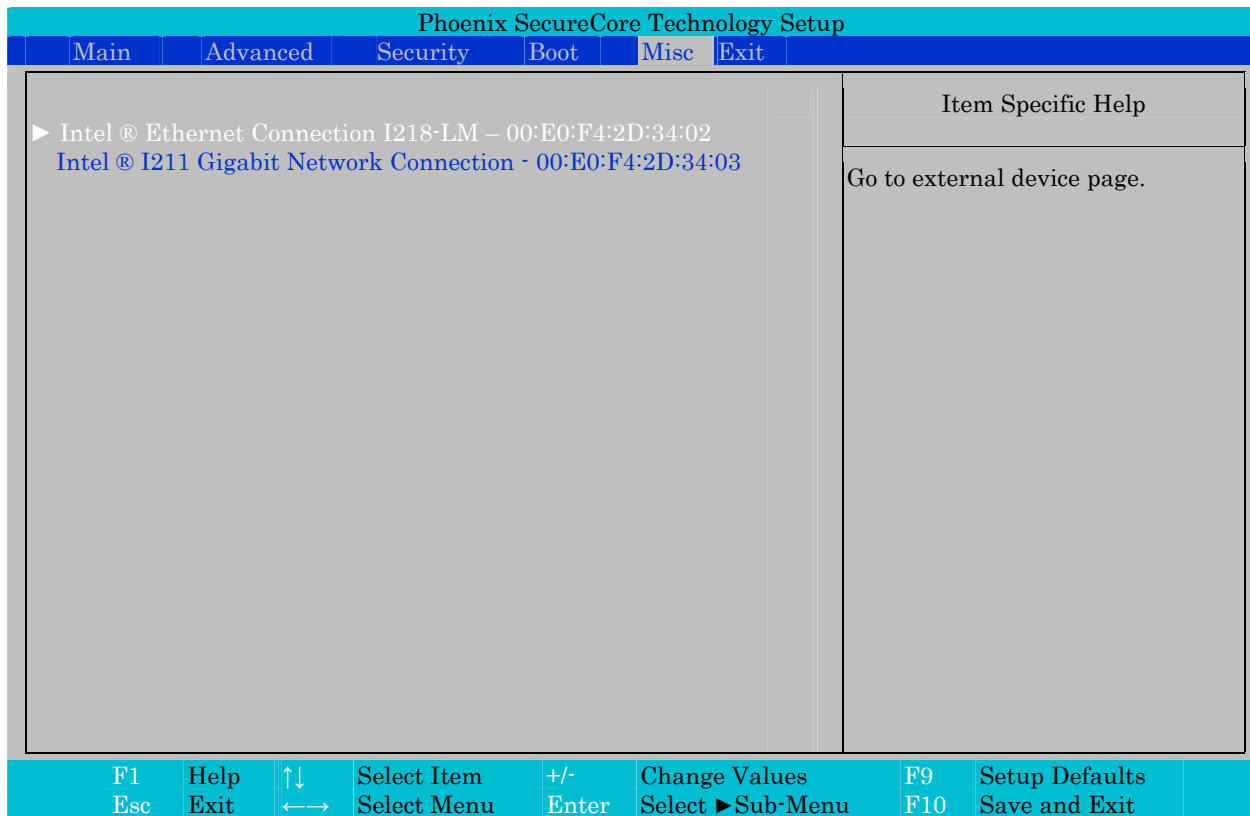 Phoenix SecureCore Technology Setup
Main Advanced Security Boot Misc Exit
► Intel ® Ethernet Connection I218-LM – 00:E0:F4:2D:34:02
Intel ® I211 Gigabit Network Connection - 00:E0:F4:2D:34:03
Item Specific Help
Go to external device page.
F1 Help ↑↓ Select Item +/- Change Values F9 Setup Defaults
Esc Exit ←→ Select Menu Enter Select ►Sub-Menu F10 Save and Exit